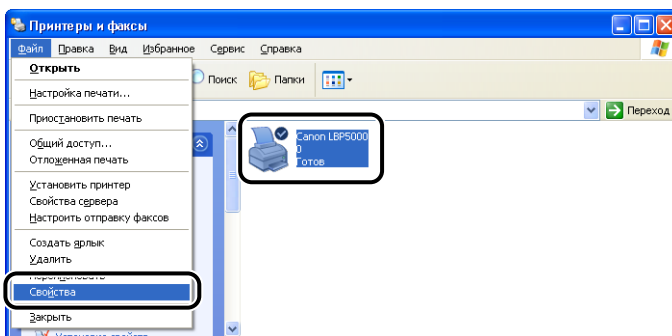 Принтеры и факсы
Файл Правка Вид Избранное Сервис Справка
Открыть
Поиск Папки
Настройка печати...
Приостановить печать
Переход
Общий доступ...
Отложенная печать
Canon LBP5000
0
Готов
Установить принтер
Свойства сервера
Настроить отправку факсов
Создать ярлык
Удалить
Переименовать
Свойства
Закрыть